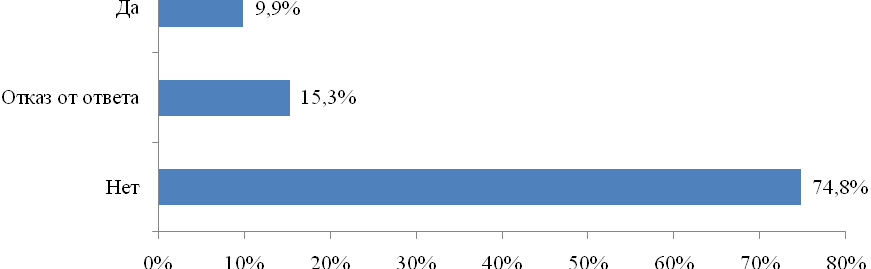 Да 9,9%
Отказ от ответа 15,3%
Нет 74,8%
0% 10% 20% 30% 40% 50% 60% 70% 80%